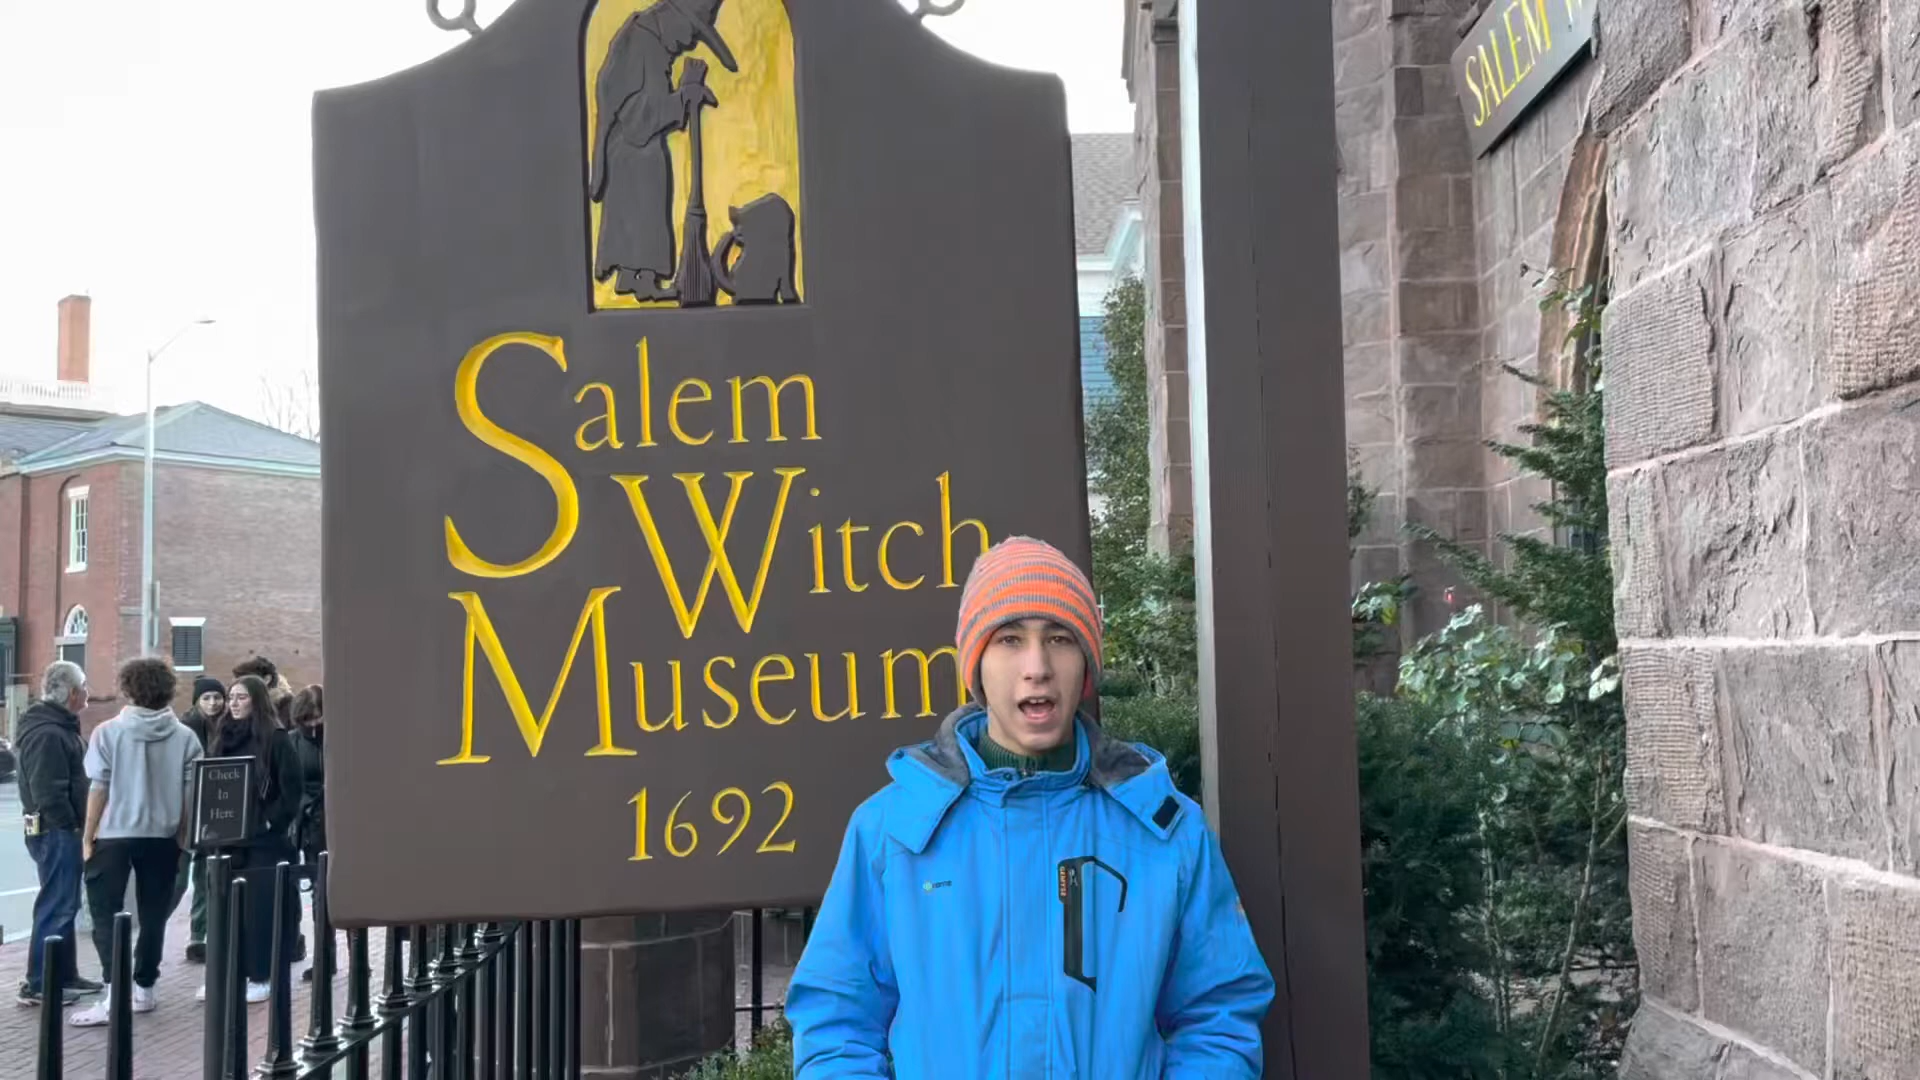 Salem
Witch
Museum
1692
SALEM
Check
In
Here